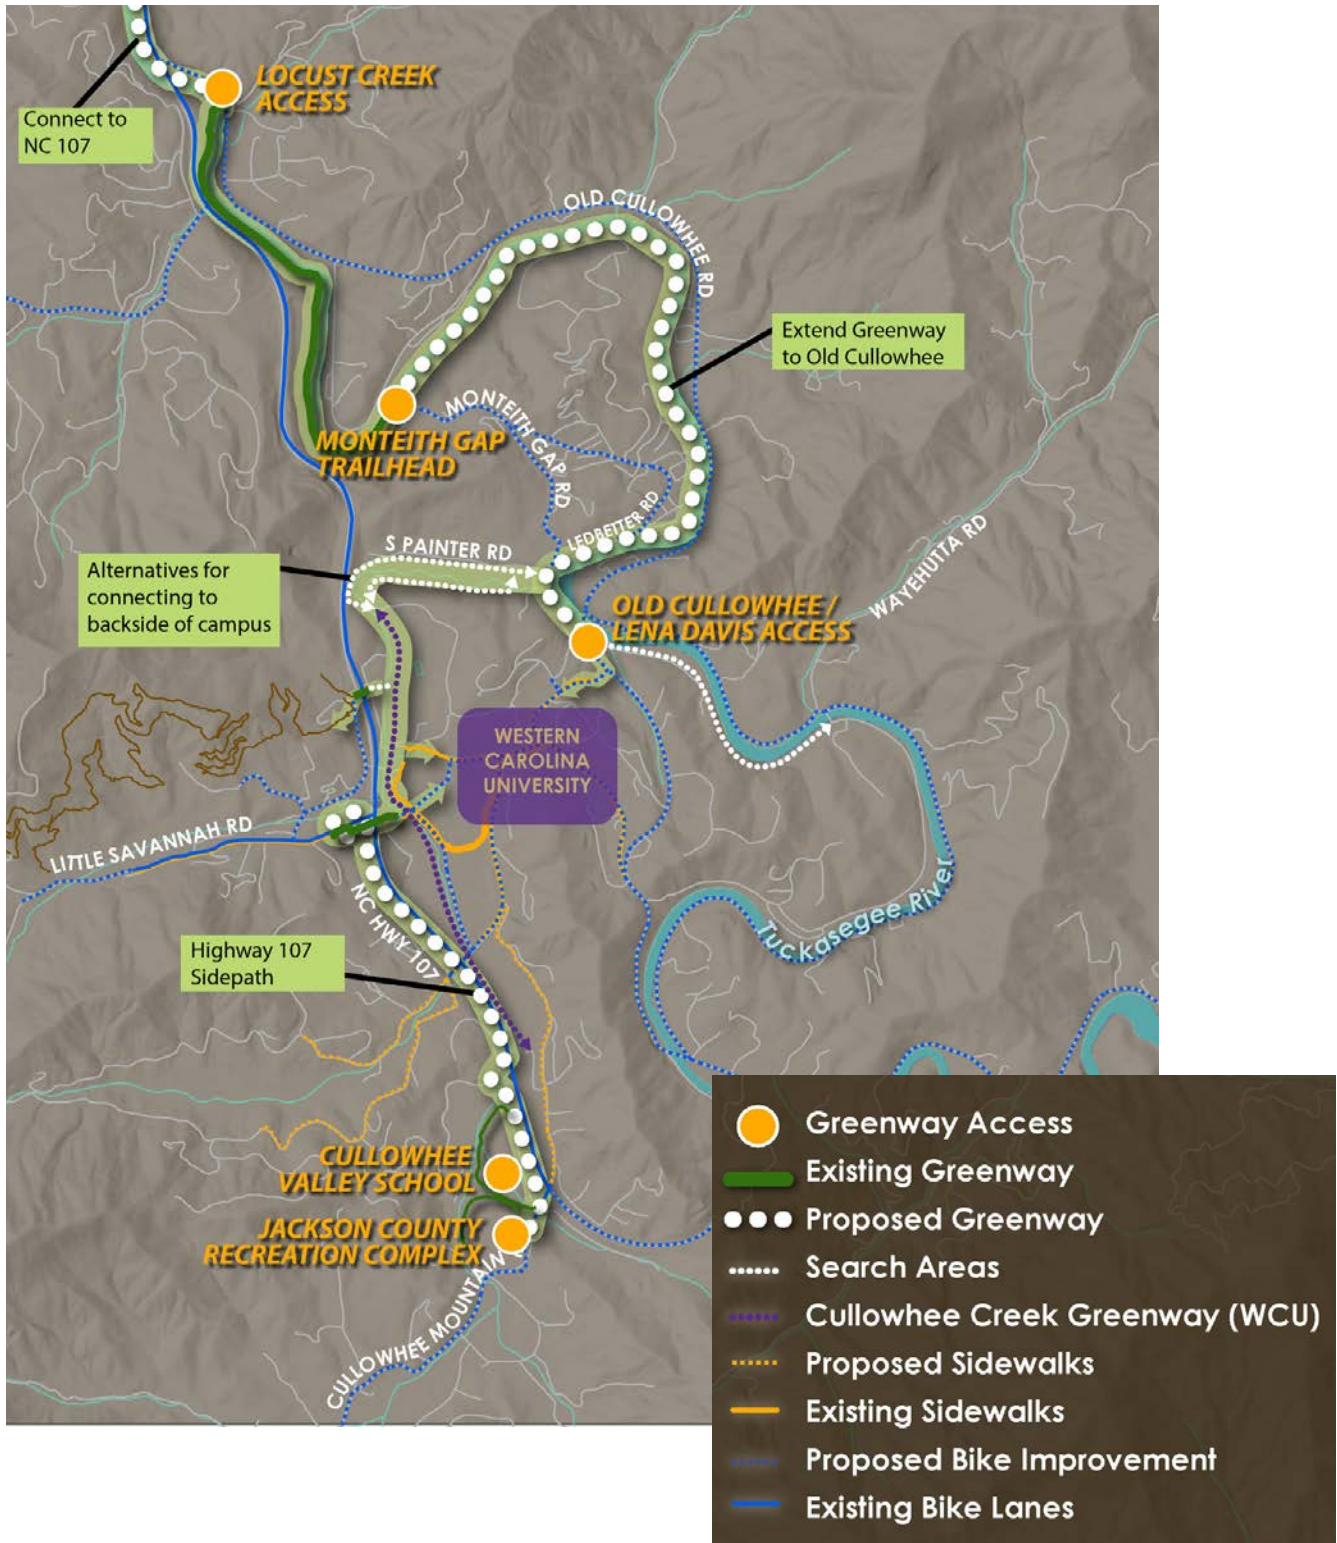 LOCUST CREEK
ACCESS
Connect to
NC 107
OLD CULLOWHEE RD
Extend Greenway
to Old Cullowhee
MONTEITH GAP RD
MONTEITH GAP
TRAILHEAD
LEDBETTER RD
S PAINTER RD
WAYEHUTTA RD
Alternatives for
connecting to
backside of campus
OLD CULLOWHEE /
LENA DAVIS ACCESS
WESTERN
CAROLINA
UNIVERSITY
LITTLE SAVANNAH RD
Tuckasegee River
NC HWY 107
Highway 107
Sidepath
CULLOWHEE
VALLEY SCHOOL
JACKSON COUNTY
RECREATION COMPLEX
CULLOWHEE MOUNTAIN
Greenway Access
Existing Greenway
Proposed Greenway
Search Areas
Cullowhee Creek Greenway (WCU)
Proposed Sidewalks
Existing Sidewalks
Proposed Bike Improvement
Existing Bike Lanes